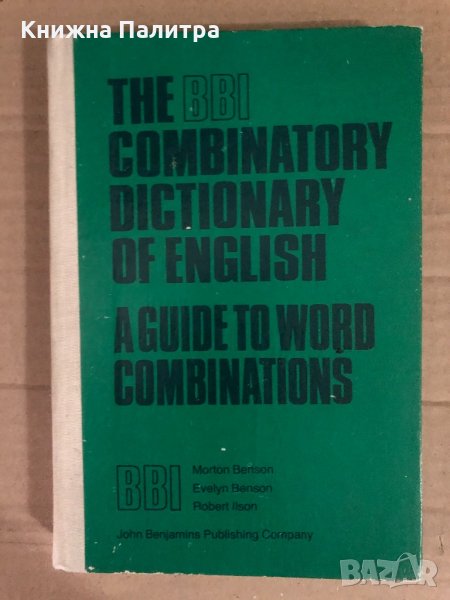 Книжна Палитра
THE BBI
COMBINATORY
DICTIONARY
OF ENGLISH
A GUIDE TO WORD
COMBINATIONS
BBI
Morton Benson
Evelyn Benson
Robert Ilson
John Benjamins Publishing Company
BAZAR